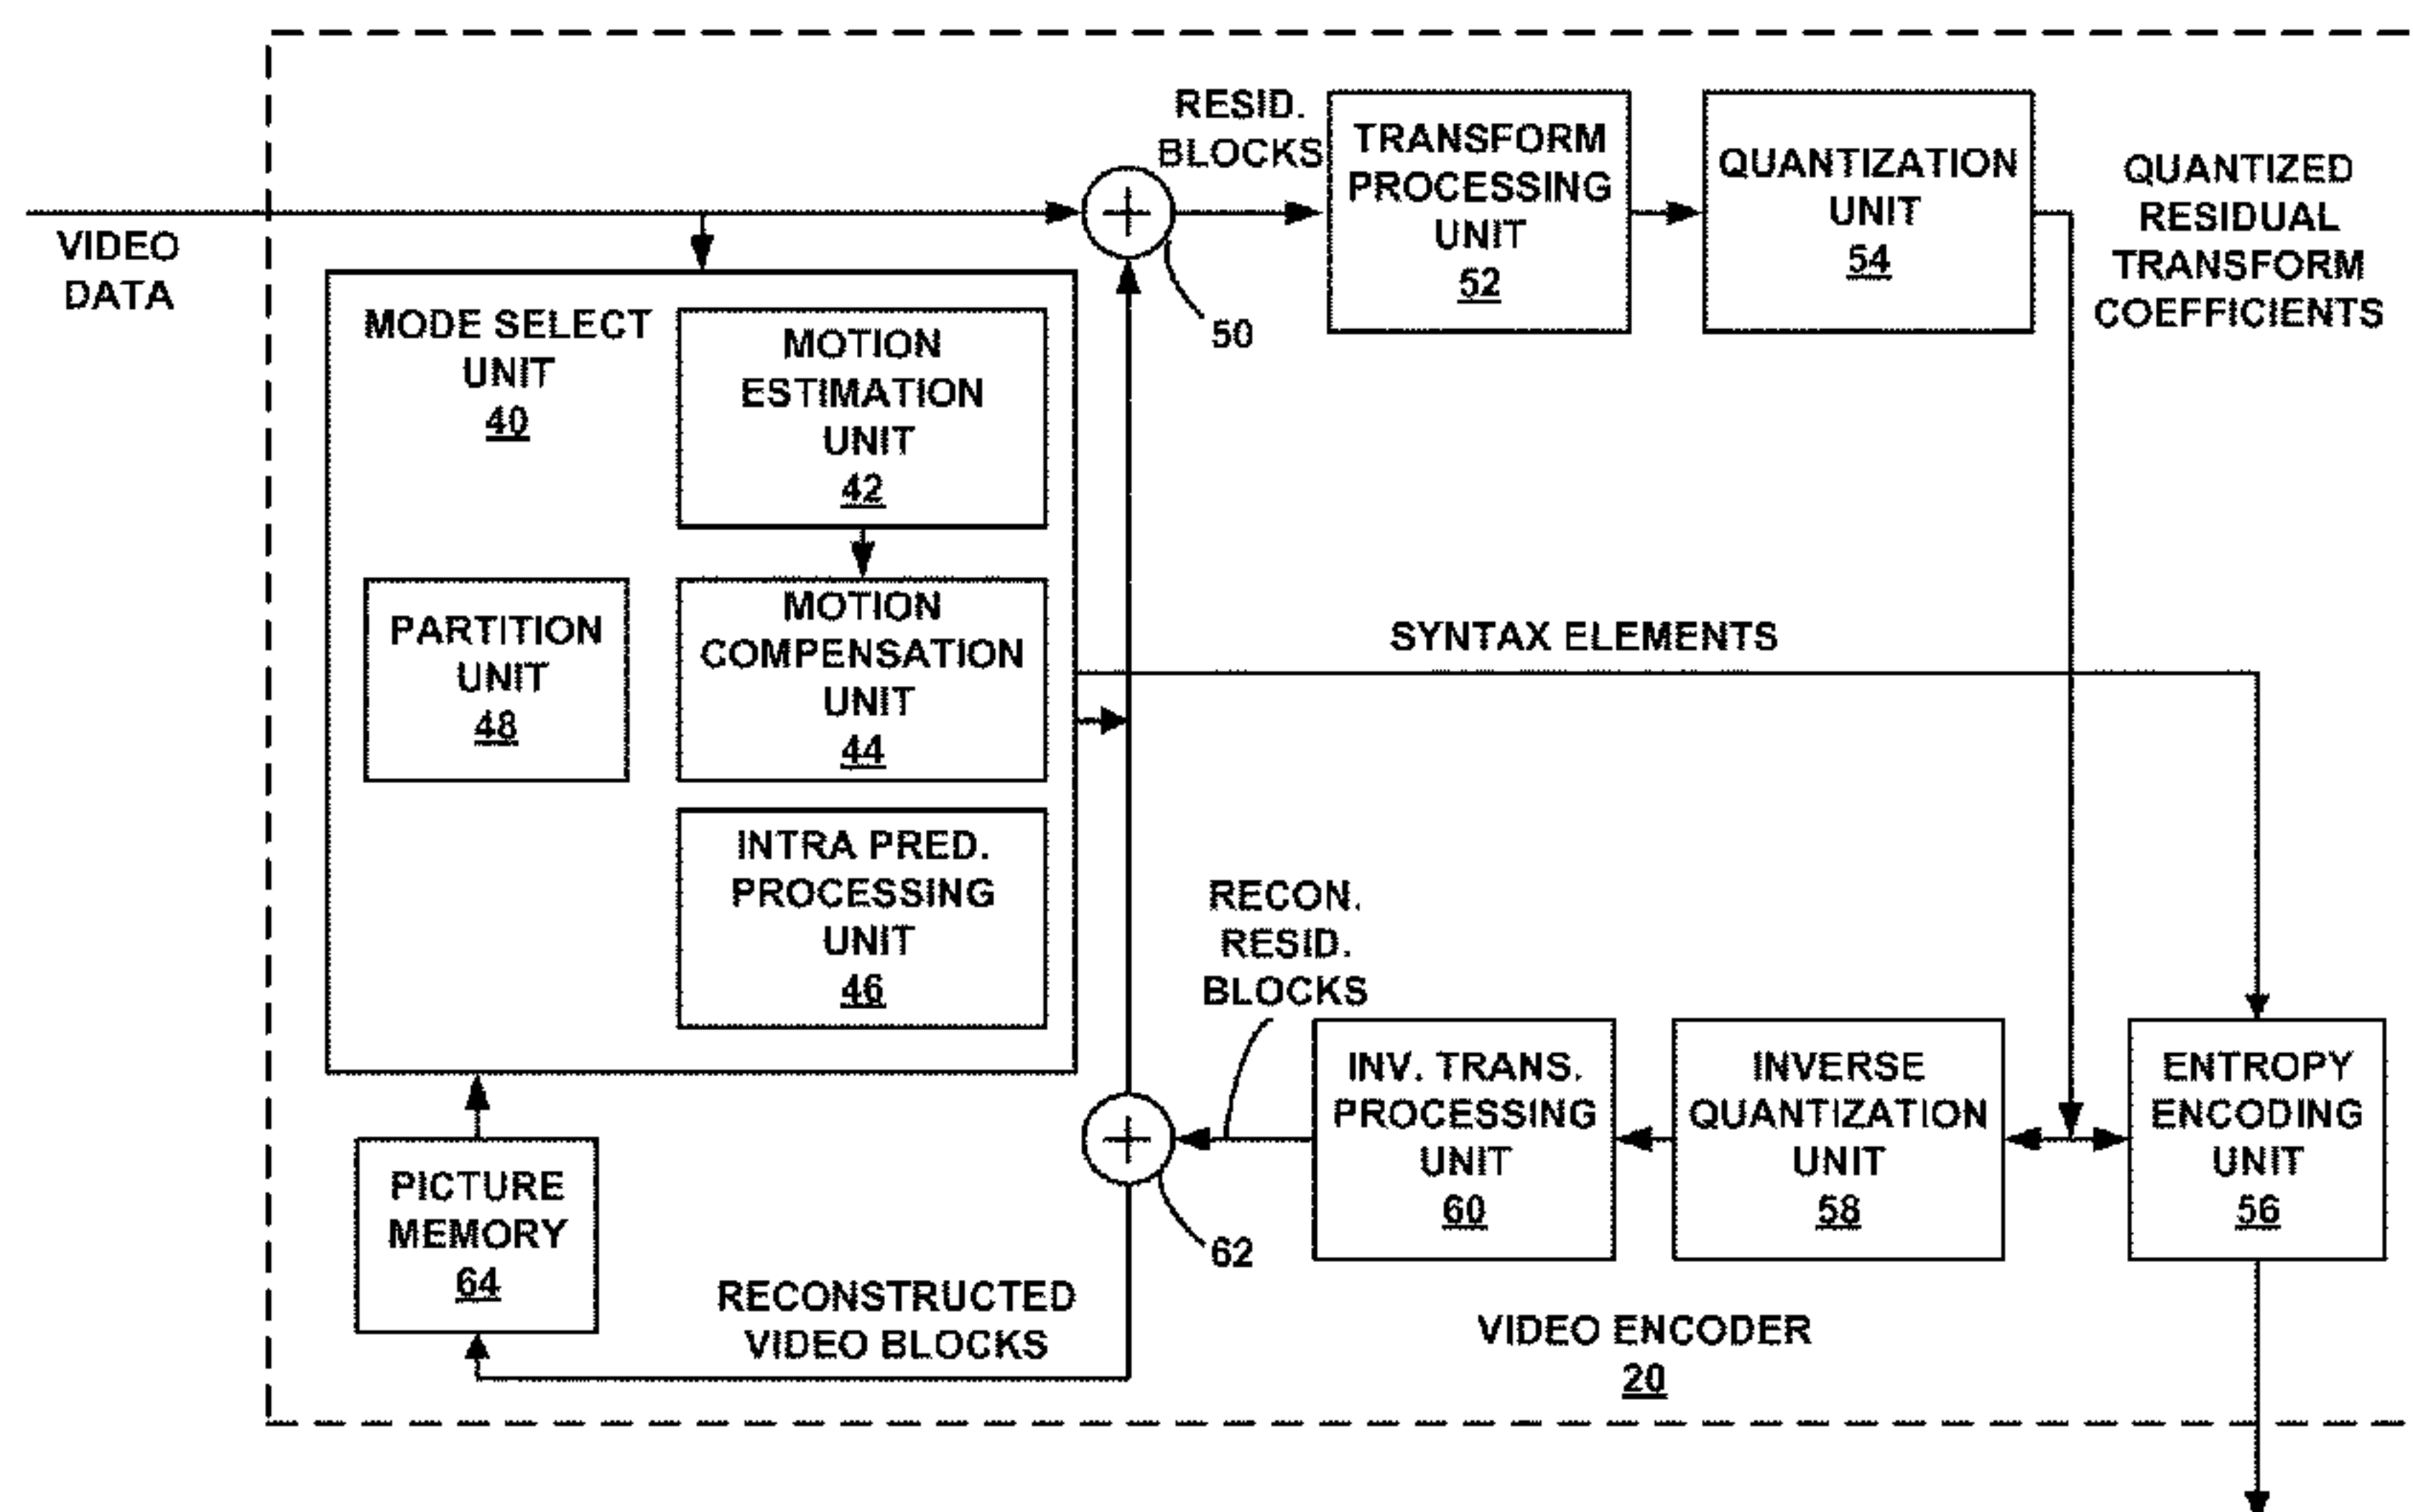 VIDEO
DATA
MODE SELECT
UNIT
40
MOTION
ESTIMATION
UNIT
42
PARTITION
UNIT
48
MOTION
COMPENSATION
UNIT
44
INTRA PRED.
PROCESSING
UNIT
46
PICTURE
MEMORY
64
RECONSTRUCTED
VIDEO BLOCKS
RESID.
BLOCKS
50
TRANSFORM
PROCESSING
UNIT
52
QUANTIZATION
UNIT
54
QUANTIZED
RESIDUAL
TRANSFORM
COEFFICIENTS
SYNTAX ELEMENTS
RECON.
RESID.
BLOCKS
62
INV. TRANS.
PROCESSING
UNIT
60
INVERSE
QUANTIZATION
UNIT
58
ENTROPY
ENCODING
UNIT
56
VIDEO ENCODER
20